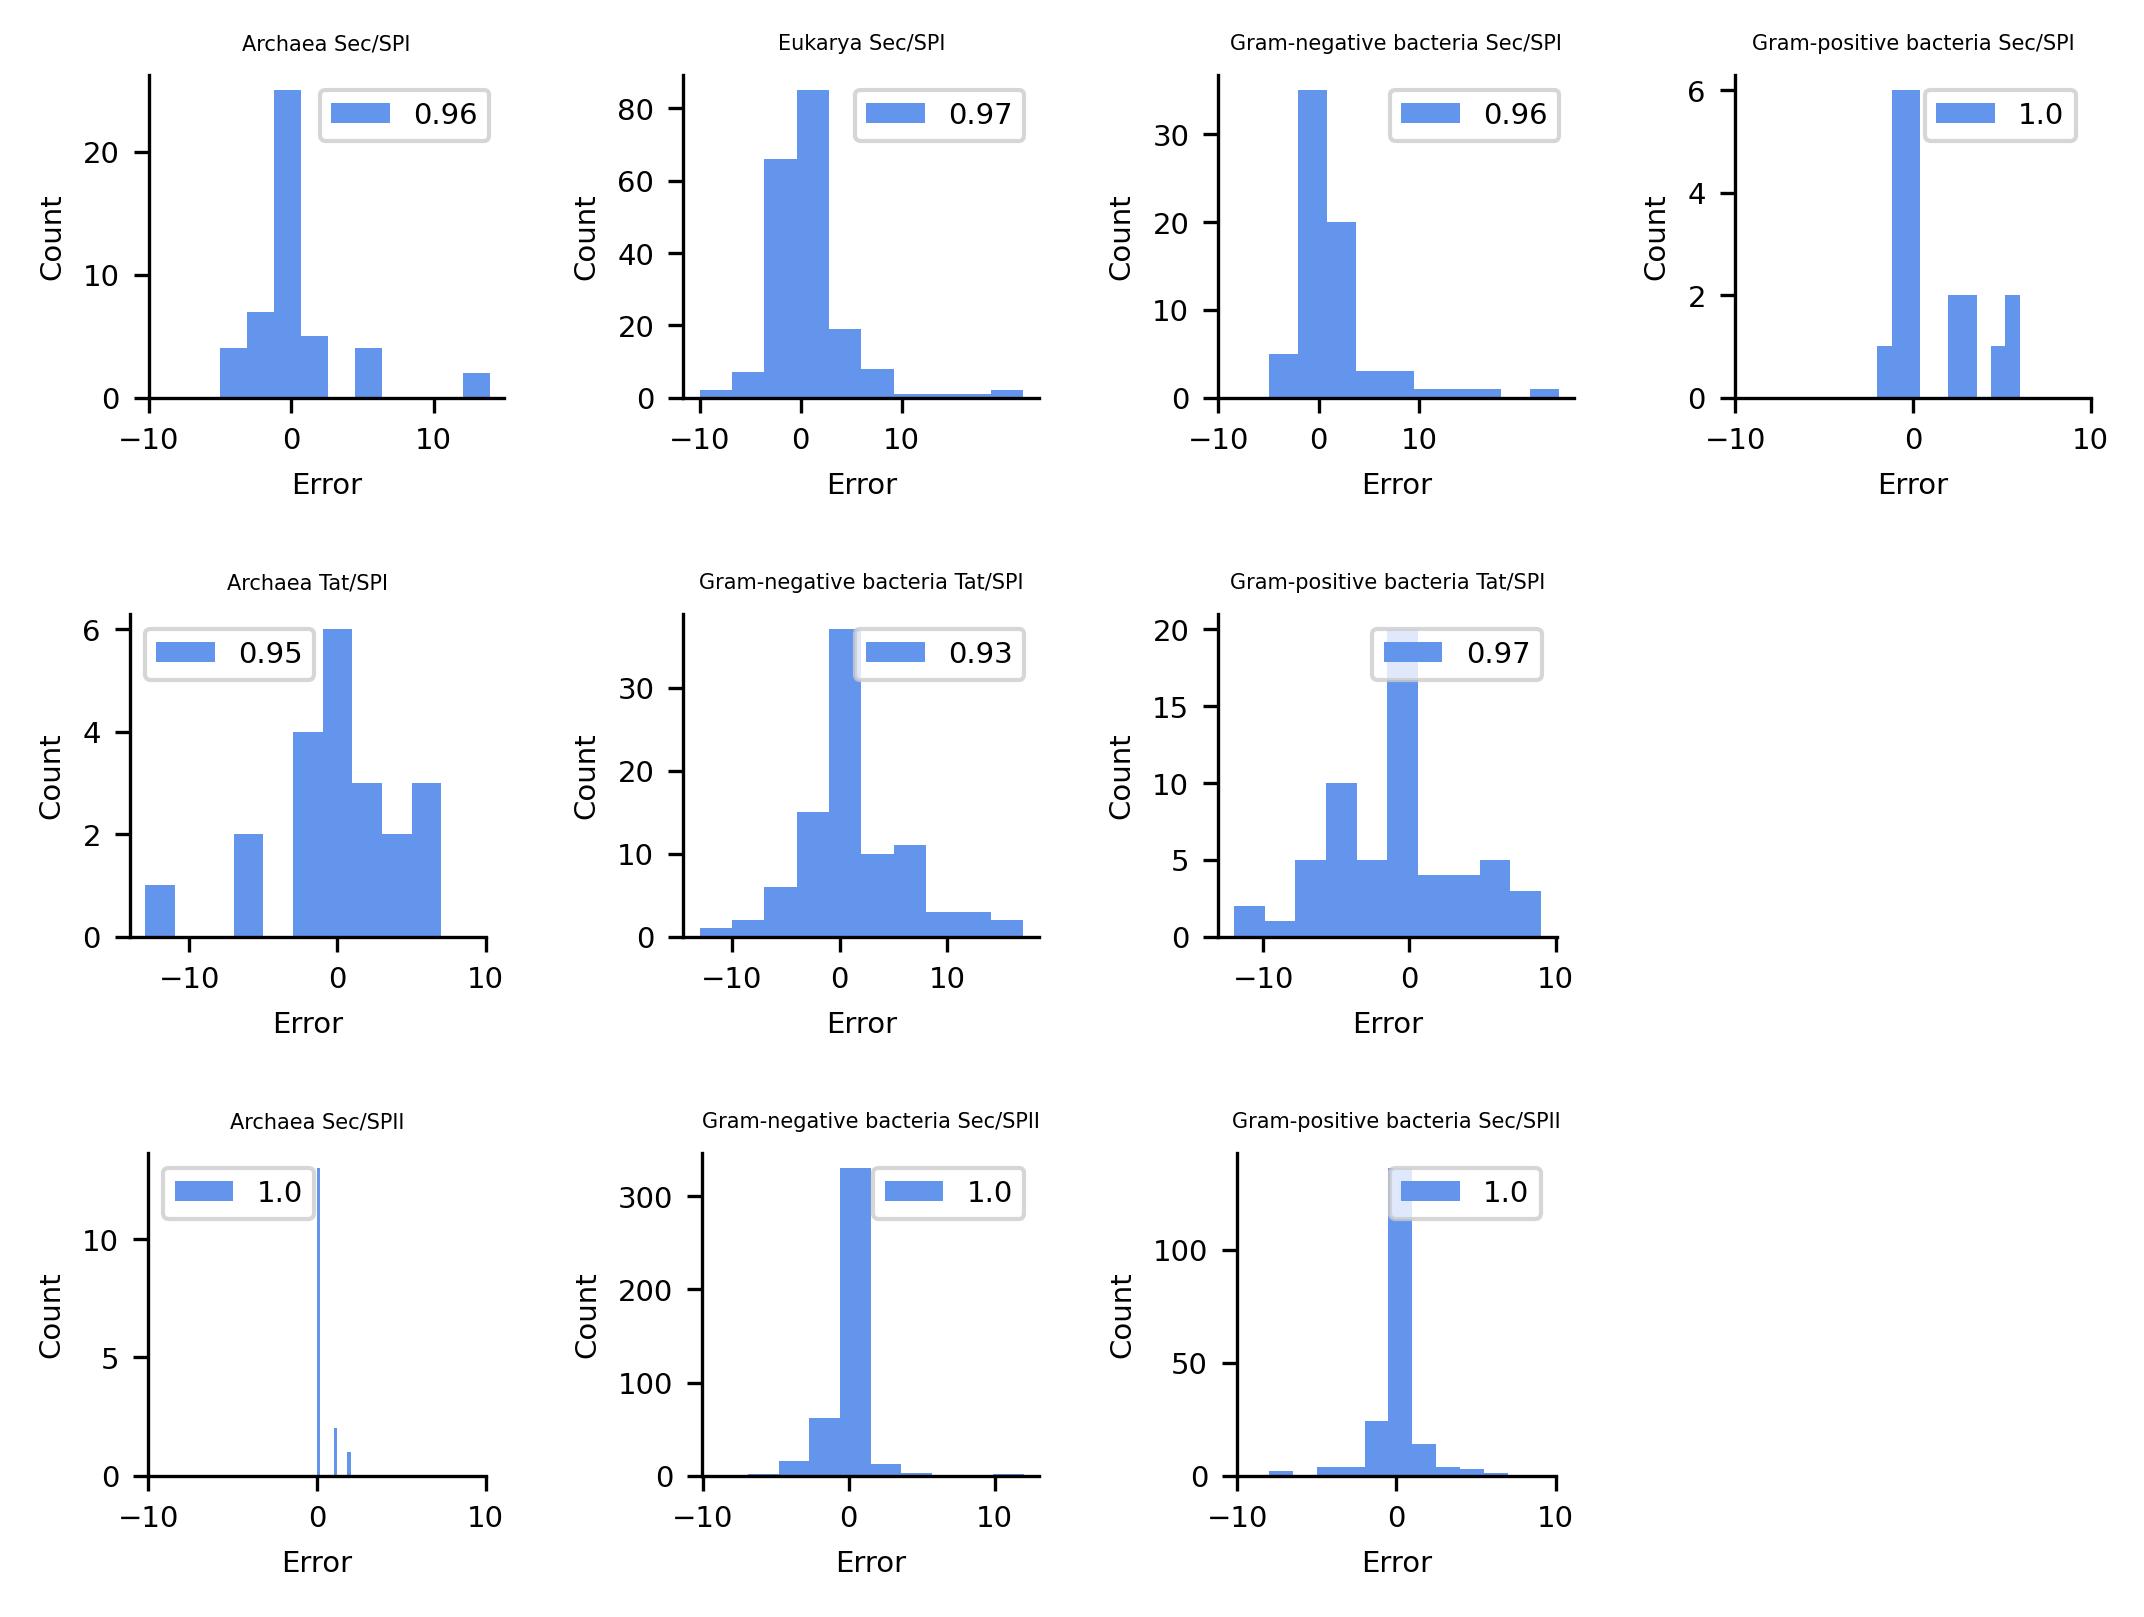 Archaea Sec/SPI
0.96
20
10
0
−10 0 10
Count
Error
Eukarya Sec/SPI
0.97
80
60
40
20
0
−10 0 10
Count
Error
Gram-negative bacteria Sec/SPI
0.96
30
20
10
0
−10 0 10
Count
Error
Gram-positive bacteria Sec/SPI
1.0
6
4
2
0
−10 0 10
Count
Error
Archaea Tat/SPI
0.95
6
4
2
0
−10 0 10
Count
Error
Gram-negative bacteria Tat/SPI
0.93
30
20
10
0
−10 0 10
Count
Error
Gram-positive bacteria Tat/SPI
0.97
20
15
10
5
0
−10 0 10
Count
Error
Archaea Sec/SPII
1.0
10
5
0
−10 0 10
Count
Error
Gram-negative bacteria Sec/SPII
1.0
300
200
100
0
−10 0 10
Count
Error
Gram-positive bacteria Sec/SPII
1.0
100
50
0
−10 0 10
Count
Error